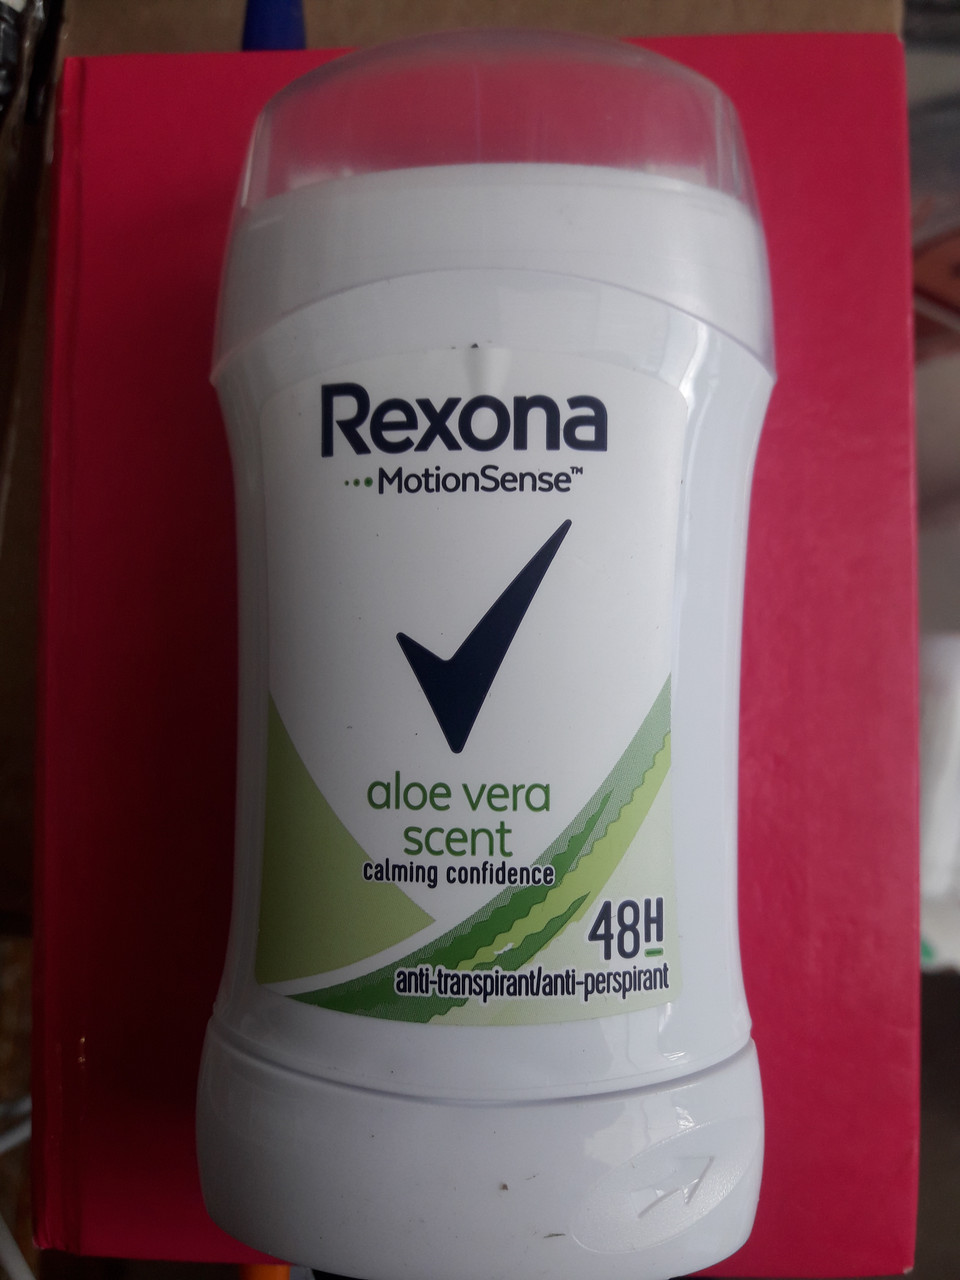 Rexona
MotionSense™
aloe vera
scent
calming confidence
48H
anti-transpirant/anti-perspirant